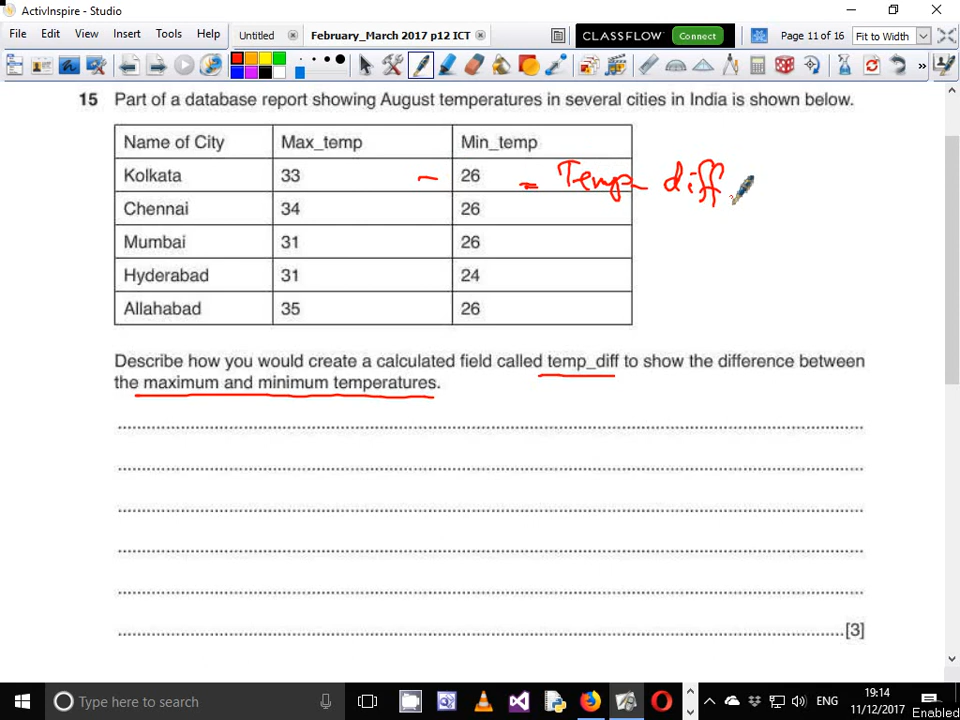 ActivInspire - Studio
File Edit View Insert Tools Help Untitled February_March 2017 p12 ICT CLASSFLOW Connect Page 11 of 16 Fit to Width
15 Part of a database report showing August temperatures in several cities in India is shown below.
Name of City Max_temp Min_temp
Kolkata 33 – 26 = Temp diff
Chennai 34 26
Mumbai 31 26
Hyderabad 31 24
Allahabad 35 26
Describe how you would create a calculated field called temp_diff to show the difference between
the maximum and minimum temperatures.
[3]
Type here to search ENG 19:14
11/12/2017
Enabled